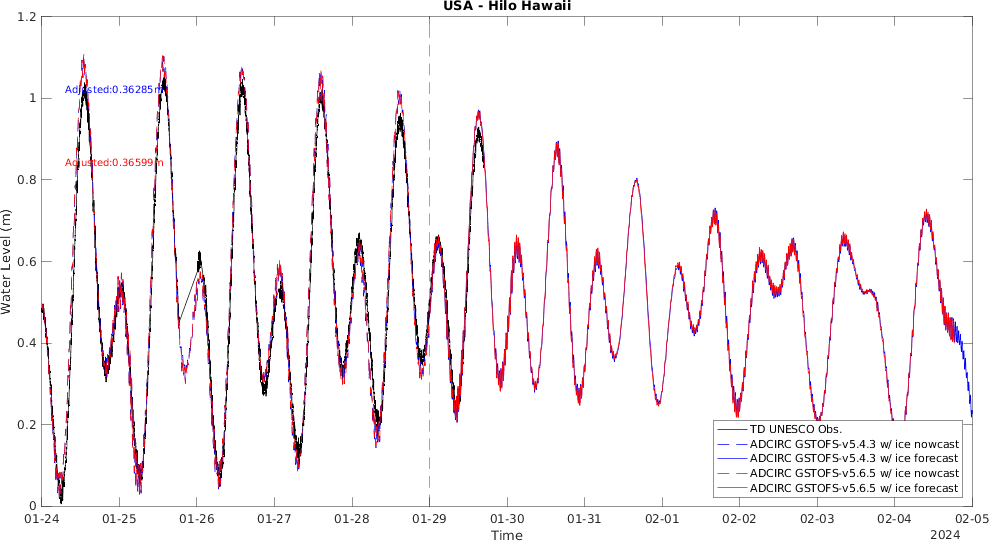 USA - Hilo Hawaii
1.2
1
0.8
0.6
0.4
0.2
0
Water Level (m)
Adjusted:0.36285m
Adjusted:0.36599m
TD UNESCO Obs.
ADCIRC GSTOFS-v5.4.3 w/ ice nowcast
ADCIRC GSTOFS-v5.4.3 w/ ice forecast
ADCIRC GSTOFS-v5.6.5 w/ ice nowcast
ADCIRC GSTOFS-v5.6.5 w/ ice forecast
01-24 01-25 01-26 01-27 01-28 01-29 01-30 01-31 02-01 02-02 02-03 02-04 02-05
Time
2024